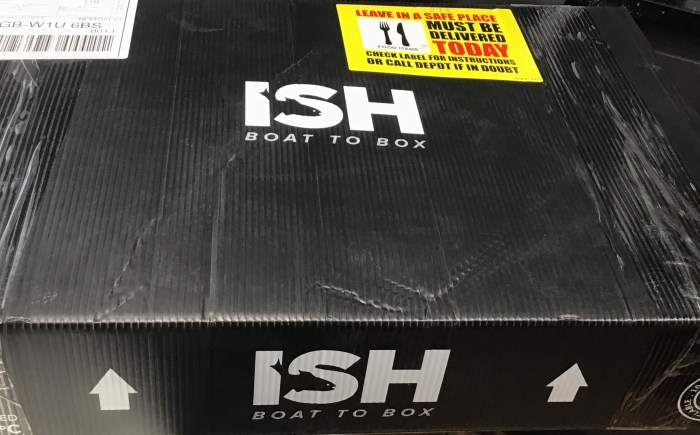 GB-W1U 6BS
0033
LEAVE IN A SAFE PLACE
MUST BE
DELIVERED
TODAY
FOOD ITEMS
CHECK LABEL FOR INSTRUCTIONS
OR CALL DEPOT IF IN DOUBT
ISH
BOAT TO BOX
ISH
BOAT TO BOX